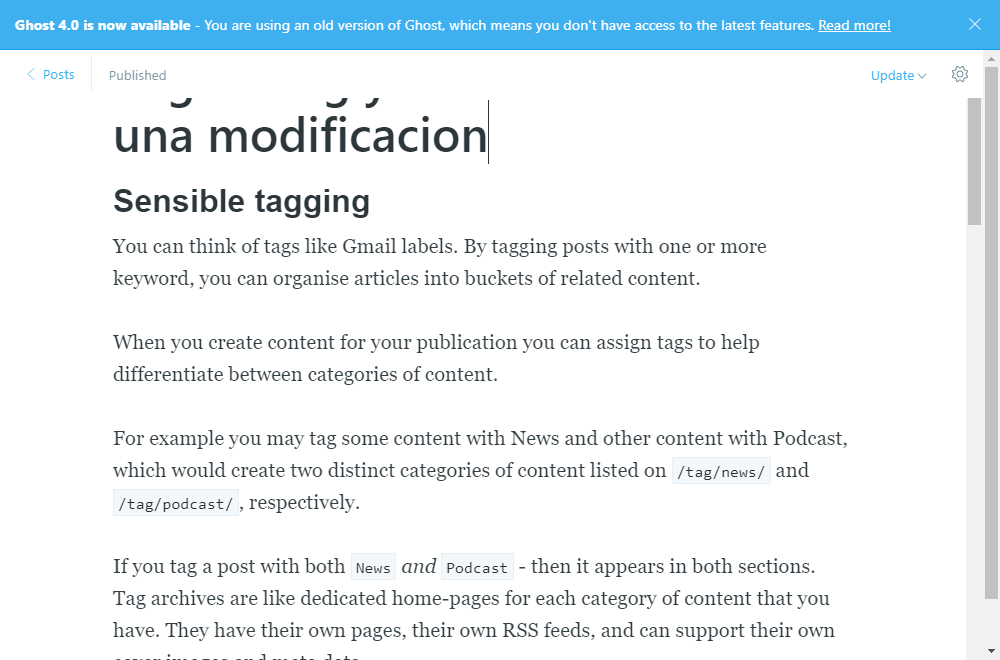 Ghost 4.0 is now available - You are using an old version of Ghost, which means you don't have access to the latest features. Read more!
Posts
Published
Update
una modificacion
Sensible tagging
You can think of tags like Gmail labels. By tagging posts with one or more
keyword, you can organise articles into buckets of related content.
When you create content for your publication you can assign tags to help
differentiate between categories of content.
For example you may tag some content with News and other content with Podcast,
which would create two distinct categories of content listed on /tag/news/ and
/tag/podcast/, respectively.
If you tag a post with both News and Podcast - then it appears in both sections.
Tag archives are like dedicated home-pages for each category of content that you
have. They have their own pages, their own RSS feeds, and can support their own